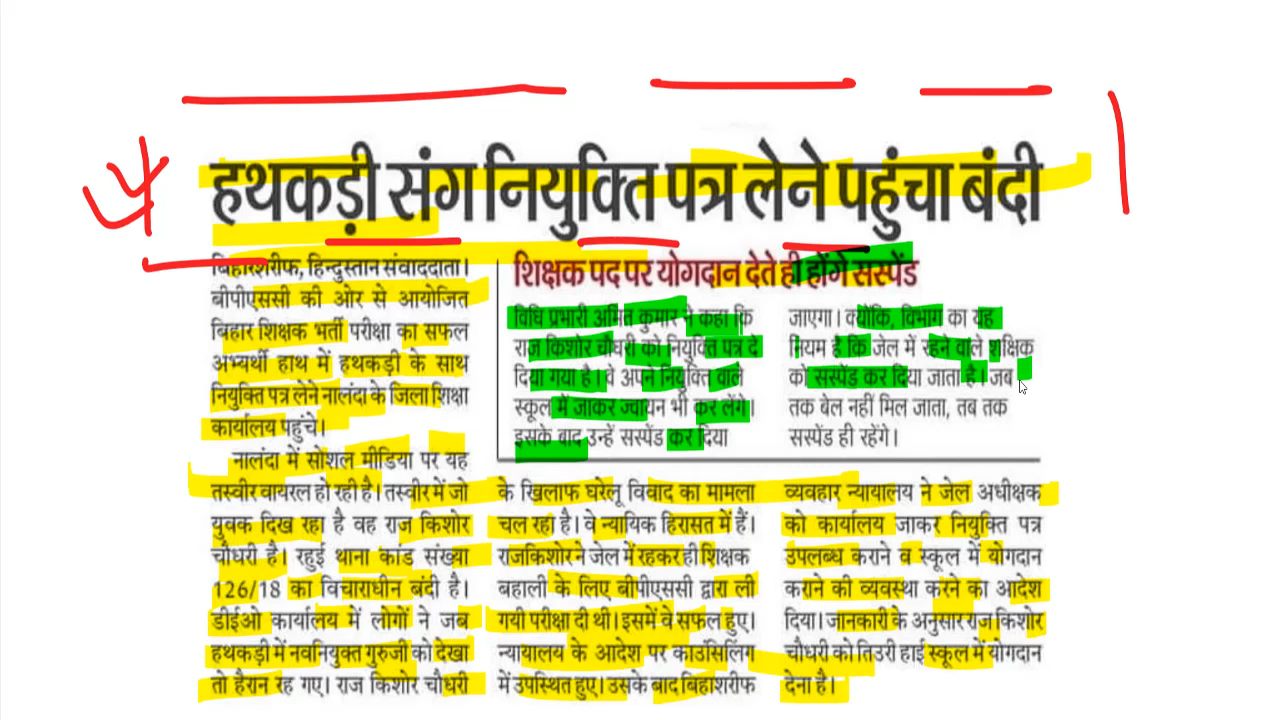 हथकड़ी संग नियुक्ति पत्र लेने पहुंचा बंदी
बिहारशरीफ, हिन्दुस्तान संवाददाता।
बीपीएससी की ओर से आयोजित
बिहार शिक्षक भर्ती परीक्षा का सफल
अभ्यर्थी हाथ में हथकड़ी के साथ
नियुक्ति पत्र लेने नालंदा के जिला शिक्षा
कार्यालय पहुंचे।
नालंदा में सोशल मीडिया पर यह
तस्वीर वायरल हो रही है। तस्वीर में जो
युवक दिख रहा है वह राज किशोर
चौधरी है। रहुई थाना कांड संख्या
126/18 का विचाराधीन बंदी है।
डीईओ कार्यालय में लोगों ने जब
हथकड़ी में नवनियुक्त गुरुजी को देखा
तो हैरान रह गए। राज किशोर चौधरी
शिक्षक पद पर योगदान देते ही होंगे सस्पेंड
विधि प्रभारी अमित कुमार ने कहा कि
राज किशोर चौधरी को नियुक्ति पत्र दे
दिया गया है। वे अपने नियुक्ति वाले
स्कूल में जाकर ज्वायन भी कर लेंगे।
इसके बाद उन्हें सस्पेंड कर दिया
जाएगा। क्योंकि, विभाग का यह
नियम है कि जेल में रहने वाले शिक्षक
को सस्पेंड कर दिया जाता है। जब
तक बेल नहीं मिल जाता, तब तक
सस्पेंड ही रहेंगे।
के खिलाफ घरेलू विवाद का मामला
चल रहा है। वे न्यायिक हिरासत में हैं।
राजकिशोर ने जेल में रहकर ही शिक्षक
बहाली के लिए बीपीएससी द्वारा ली
गयी परीक्षा दी थी। इसमें वे सफल हुए।
न्यायालय के आदेश पर काउंसिलिंग
में उपस्थित हुए। उसके बाद बिहाशरीफ
व्यवहार न्यायालय ने जेल अधीक्षक
को कार्यालय जाकर नियुक्ति पत्र
उपलब्ध कराने व स्कूल में योगदान
कराने की व्यवस्था करने का आदेश
दिया। जानकारी के अनुसार राज किशोर
चौधरी को तिउरी हाई स्कूल में योगदान
देना है।